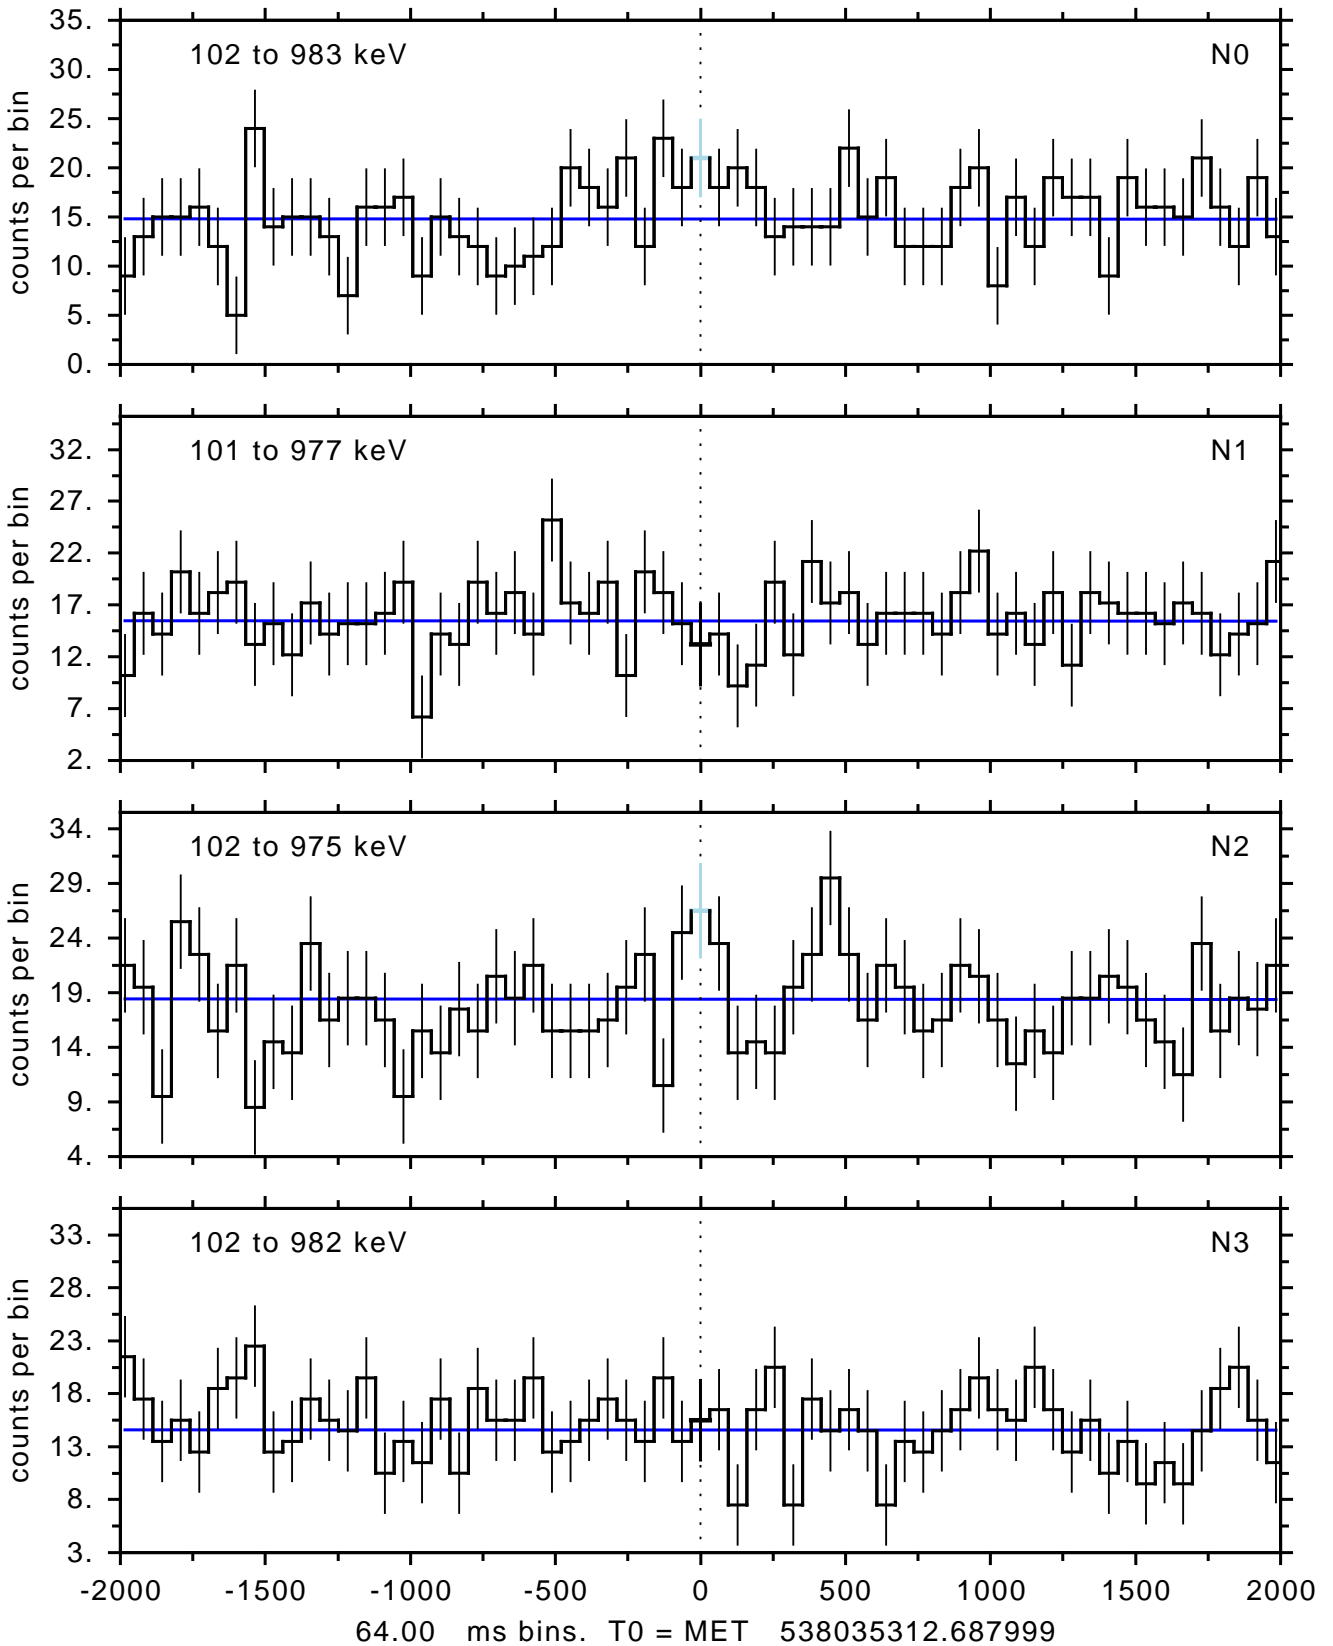 35.
30.
25.
20.
15.
10.
5.
0.
counts per bin
102 to 983 keV
N0
32.
27.
22.
17.
12.
7.
2.
counts per bin
101 to 977 keV
N1
34.
29.
24.
19.
14.
9.
4.
counts per bin
102 to 975 keV
N2
33.
28.
23.
18.
13.
8.
3.
counts per bin
102 to 982 keV
N3
-2000 -1500 -1000 -500 0 500 1000 1500 2000
64.00 ms bins. T0 = MET 538035312.687999